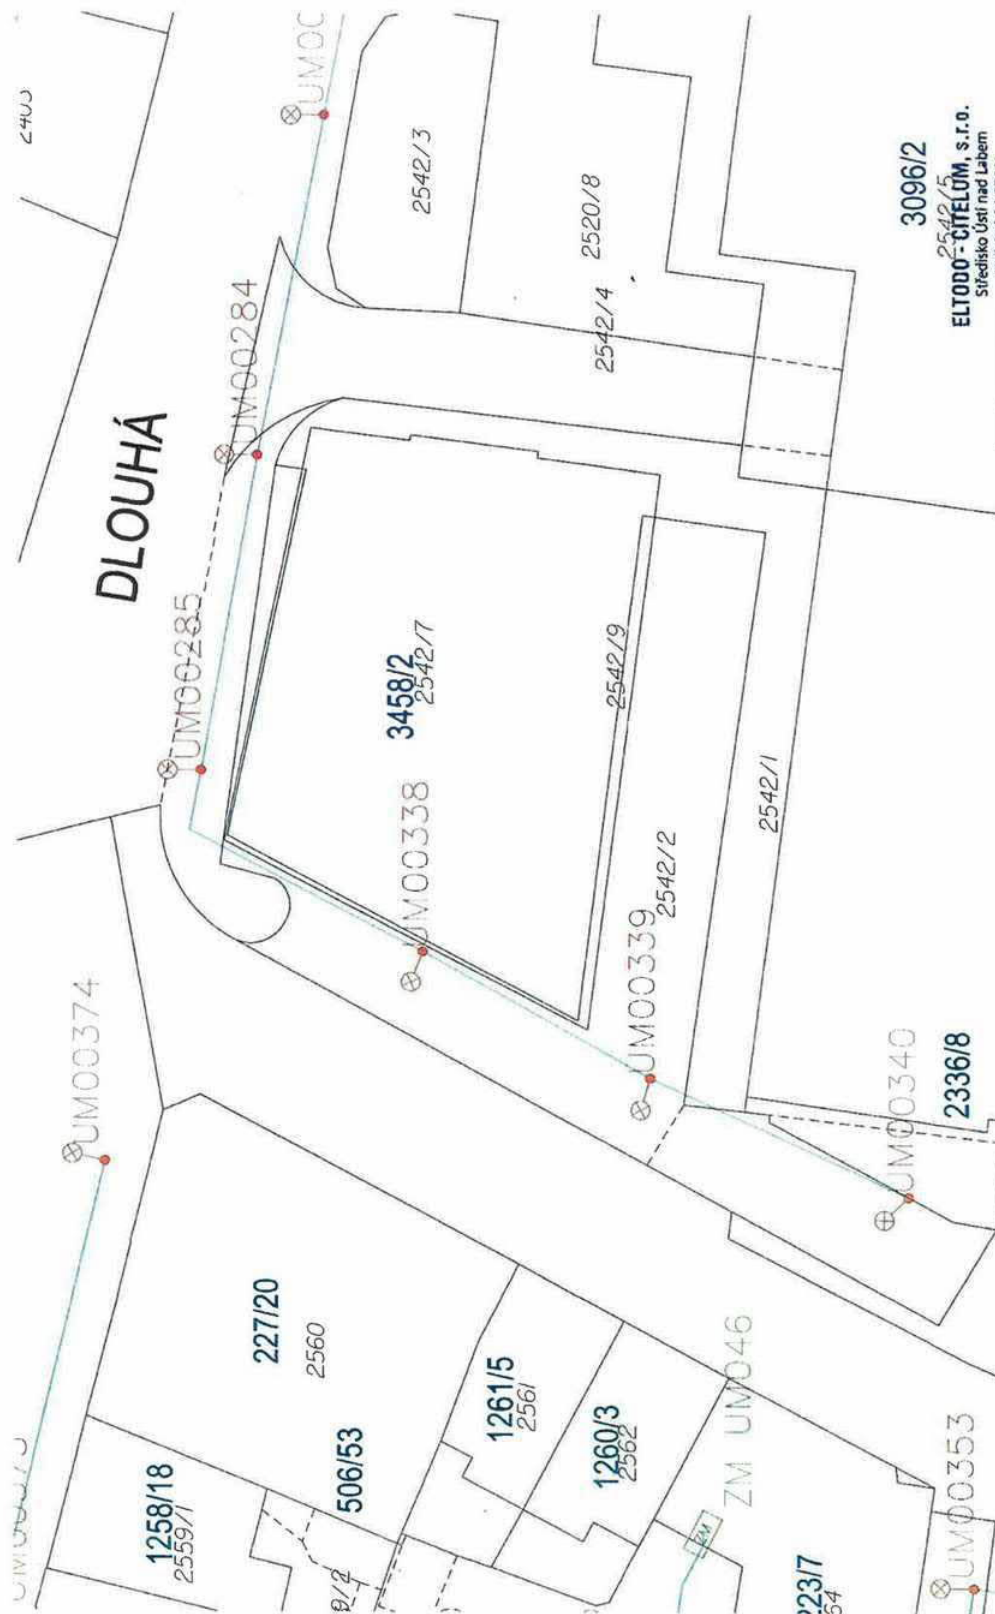 DLOUHÁ
UM00284
UM00285
2542/3
2520/8
2542/4
3096/2
2542/5
ELTODO - CITELUM, s.r.o.
Středisko Ústí nad Labem
3458/2
2542/7
2542/9
2542/2
2542/1
UM00338
UM00339
UM00340
2336/8
UM00374
227/20
2560
1258/18
2559/1
506/53
1261/5
2561
1260/3
2562
ZM UM046
ZM
UM00353